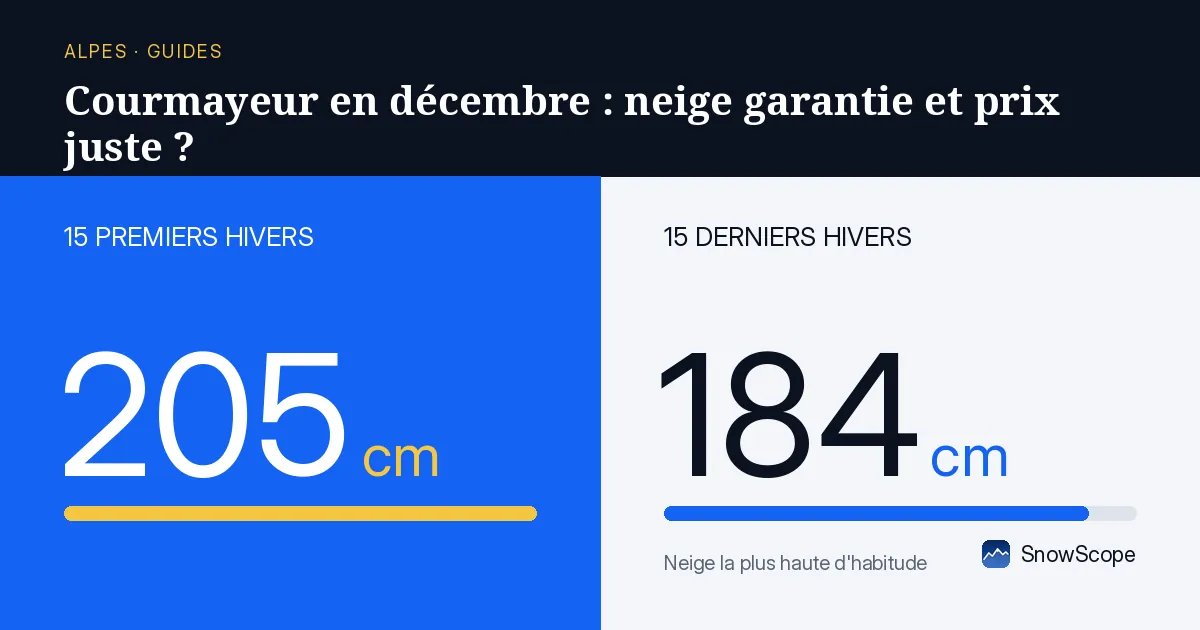 ALPES · GUIDES
Courmayeur en décembre : neige garantie et prix
juste ?
15 PREMIERS HIVERS
205 cm
15 DERNIERS HIVERS
184 cm
Neige la plus haute d'habitude
SnowScope